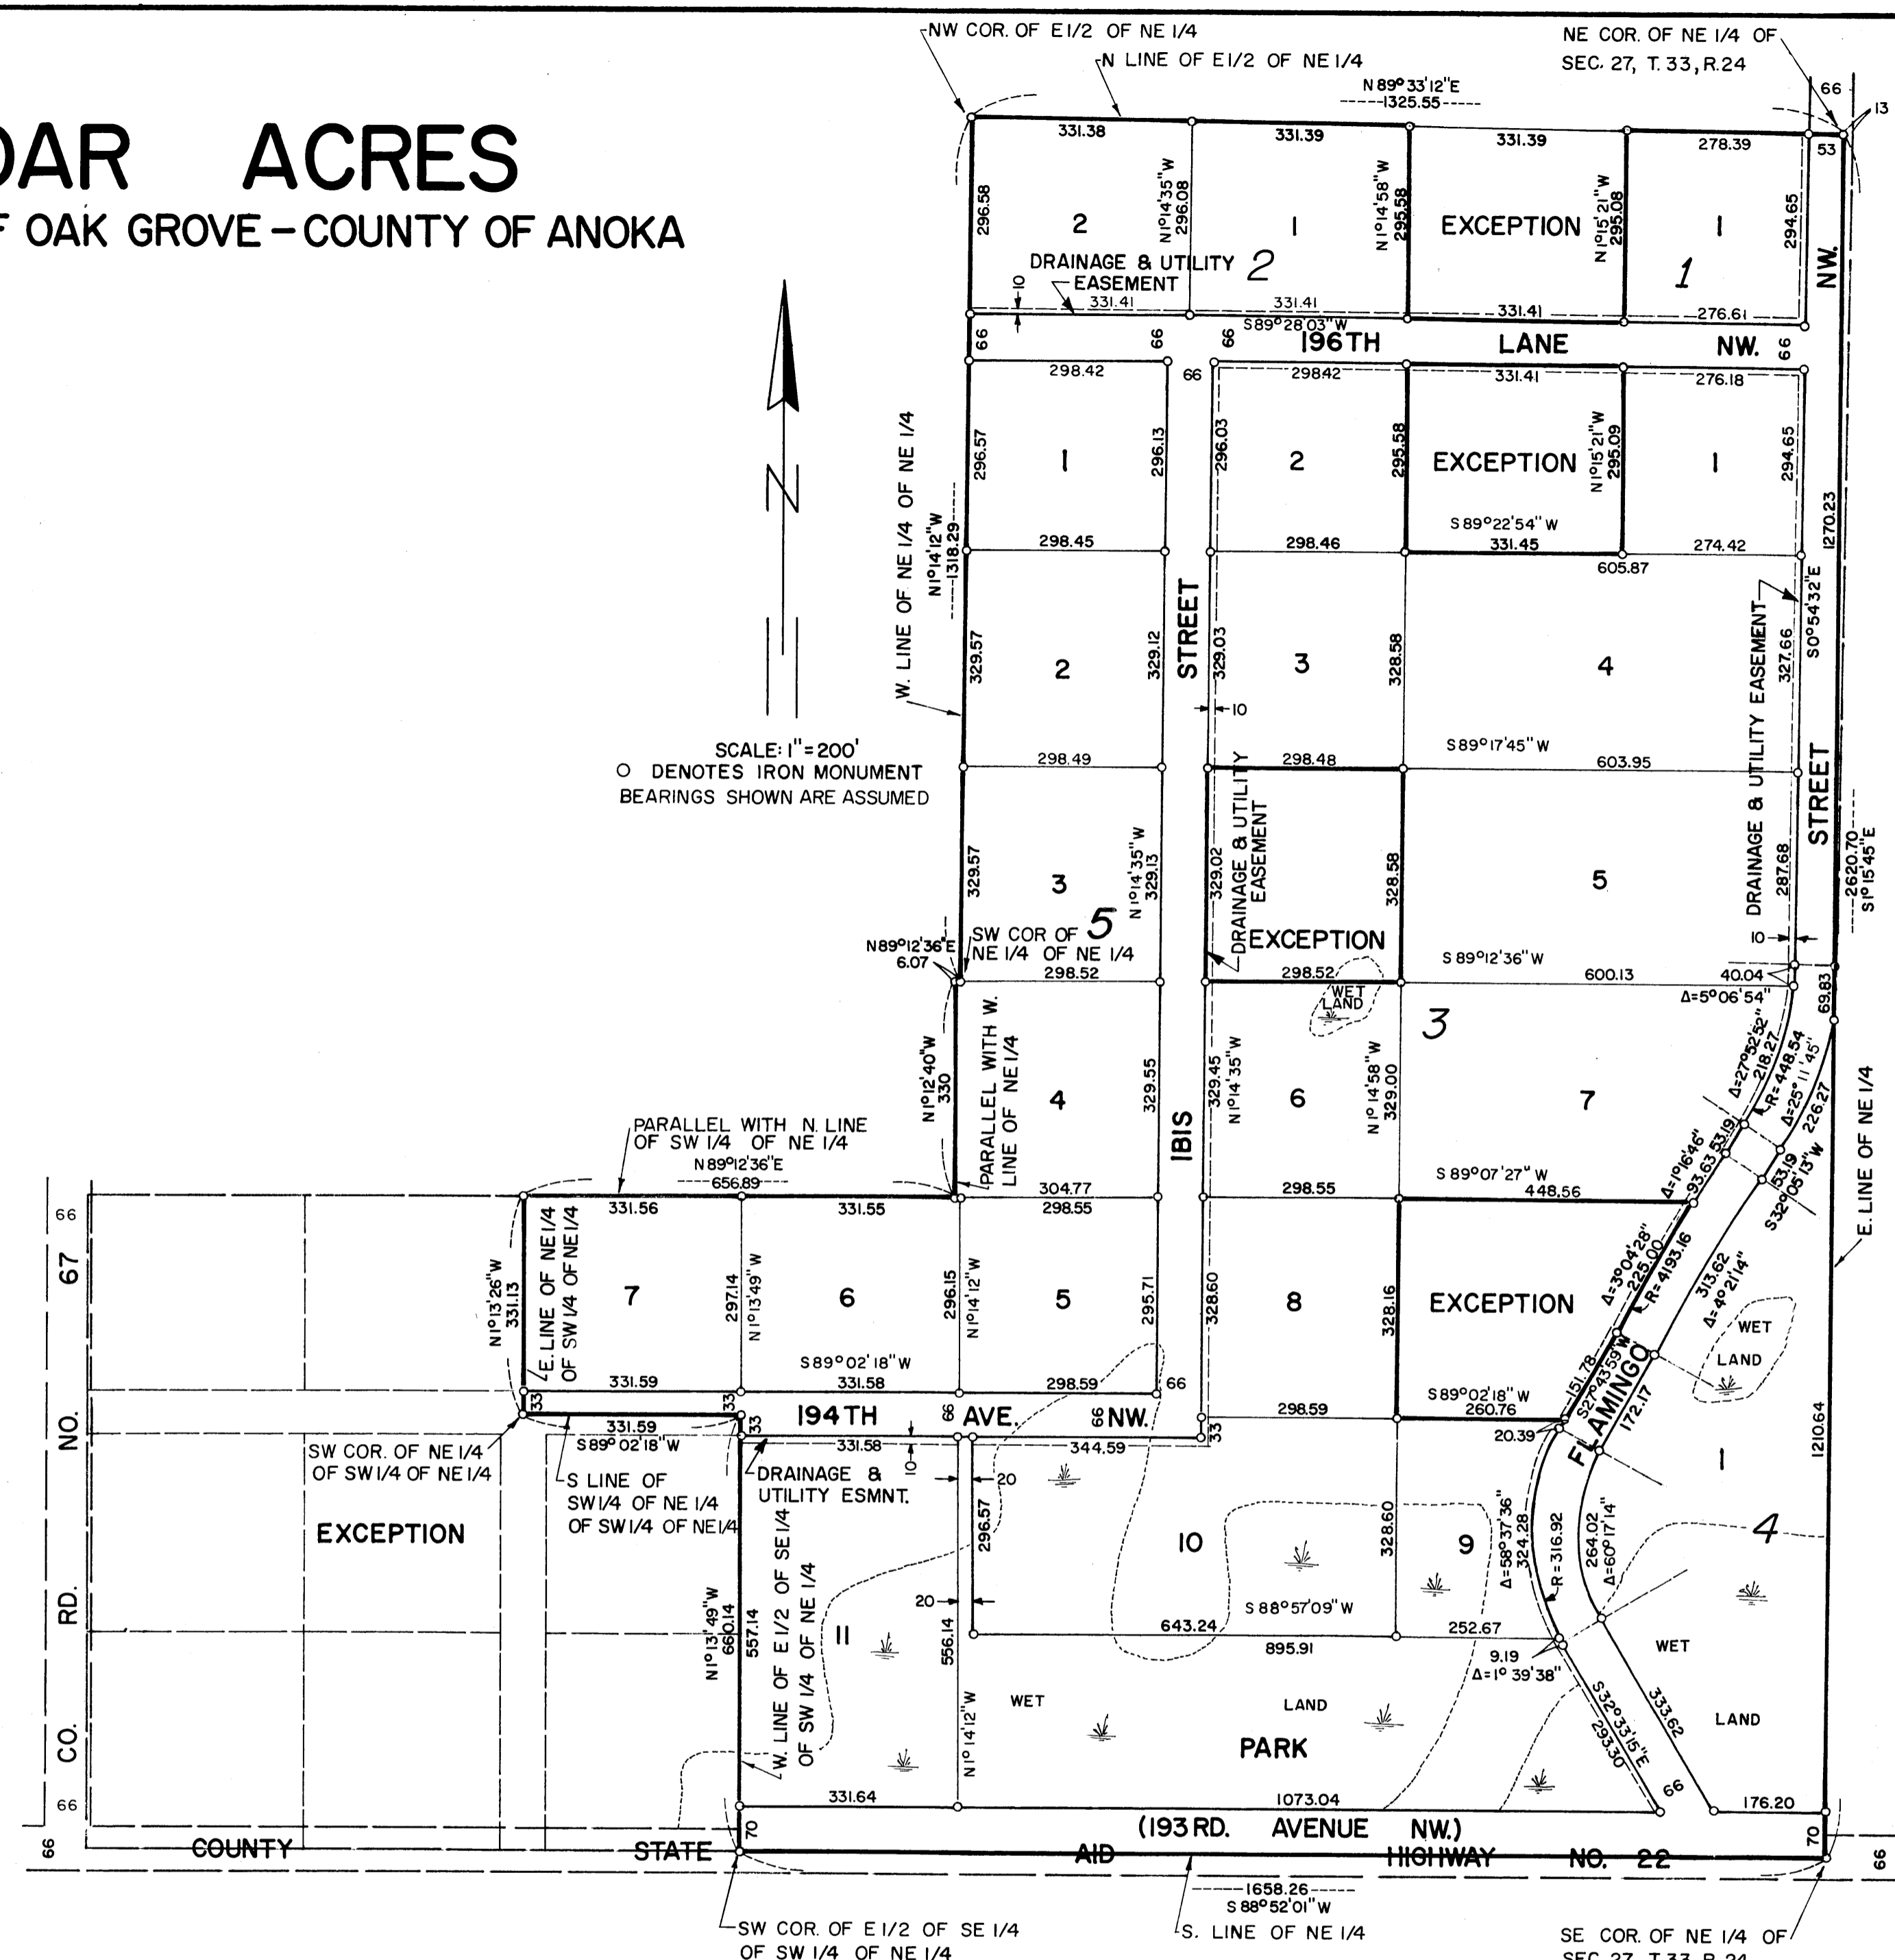 DAR ACRES
F OAK GROVE – COUNTY OF ANOKA
NW COR. OF E1/2 OF NE 1/4
N LINE OF E1/2 OF NE 1/4
NE COR. OF NE 1/4 OF
SEC. 27, T. 33, R.24
N 89° 33'12"E
1325.55
66
13
331.38
331.39
331.39
278.39
53
296.58
2
N1°14'35"W
296.08
1
N1°14'58"W
295.58
EXCEPTION
N1°15'21"W
295.08
1
294.65
NW.
DRAINAGE & UTILITY
EASEMENT
2
1
10
331.41
331.41
331.41
276.61
S89°28'03"W
66
66
66
196TH LANE NW.
66
298.42
66
298.42
331.41
276.18
296.57
1
296.13
296.03
2
295.58
EXCEPTION
N1°15'21"W
295.09
1
294.65
W. LINE OF NE 1/4 OF NE 1/4
N1°14'12"W
1318.29
1270.23
S 89°22'54" W
298.45
298.46
331.45
274.42
605.87
S0°54'32"E
329.57
2
329.12
STREET
329.03
3
328.58
4
327.66
DRAINAGE & UTILITY EASEMENT
10
N
SCALE: 1" = 200'
O DENOTES IRON MONUMENT
BEARINGS SHOWN ARE ASSUMED
S 89°17'45" W
298.49
298.48
603.95
STREET
329.57
3
N1°14'35"W
329.13
329.02
DRAINAGE & UTILITY
EASEMENT
328.58
5
287.68
2620.70
S1°15'45"E
5
EXCEPTION
N89°12'36"E
6.07
SW COR OF
NE 1/4 OF NE 1/4
S 89°12'36" W
10
298.52
298.52
600.13
40.04
Δ=5°06'54"
69.83
WET
LAND
3
N1°12'40"W
330
PARALLEL WITH W.
LINE OF NE 1/4
4
329.55
IBIS
329.45
N1°14'35"W
6
N1°14'58"W
329.00
7
Δ=27°52'52"
218.27
R=448.54
Δ=25°11'45"
226.27
E. LINE OF NE 1/4
PARALLEL WITH N. LINE
OF SW 1/4 OF NE 1/4
N89°12'36"E
656.89
Δ=1°16'46"
93.63
53.19
53.19
S32°05'13"W
S 89°07'27" W
331.56
331.55
304.77
298.55
298.55
448.56
66
CO. RD. NO. 67
N1°13'26"W
331.13
E. LINE OF NE 1/4
OF SW 1/4 OF NE 1/4
7
297.14
N1°13'49"W
6
296.15
N1°14'12"W
5
295.71
328.60
8
328.16
EXCEPTION
Δ=3°04'28"
225.00
R=4193.16
313.62
Δ=4°21'14"
WET
LAND
S 89°02'18" W
S 89°02'18" W
331.59
331.58
298.59
66
298.59
260.76
151.78
S27°43'59"W
FLAMINGO
172.17
33
33
33
194TH AVE. NW.
66
66
33
331.59
S89°02'18"W
331.58
344.59
20.39
1210.64
SW COR. OF NE 1/4
OF SW 1/4 OF NE 1/4
S LINE OF
SW 1/4 OF NE 1/4
OF SW 1/4 OF NE 1/4
DRAINAGE &
UTILITY ESMNT.
10
20
1
EXCEPTION
W. LINE OF E 1/2 OF SE 1/4
OF SW 1/4 OF NE 1/4
296.57
10
328.60
9
Δ=58°37'36"
324.28
R=316.92
264.02
Δ=60°17'14"
4
N1°13'49"W
660.14
557.14
11
20
556.14
S 88°57'09" W
643.24
895.91
252.67
9.19
Δ=1°39'38"
WET
N1°14'12"W
WET
LAND
S32°33'15"E
293.30
333.62
LAND
PARK
66
331.64
1073.04
66
176.20
66
70
(193 RD. AVENUE NW.)
70
COUNTY STATE AID HIGHWAY NO. 22
66
1658.26
S 88°52'01" W
SW COR. OF E 1/2 OF SE 1/4
OF SW 1/4 OF NE 1/4
S. LINE OF NE 1/4
SE COR. OF NE 1/4 OF
SEC. 27, T.33, R.24